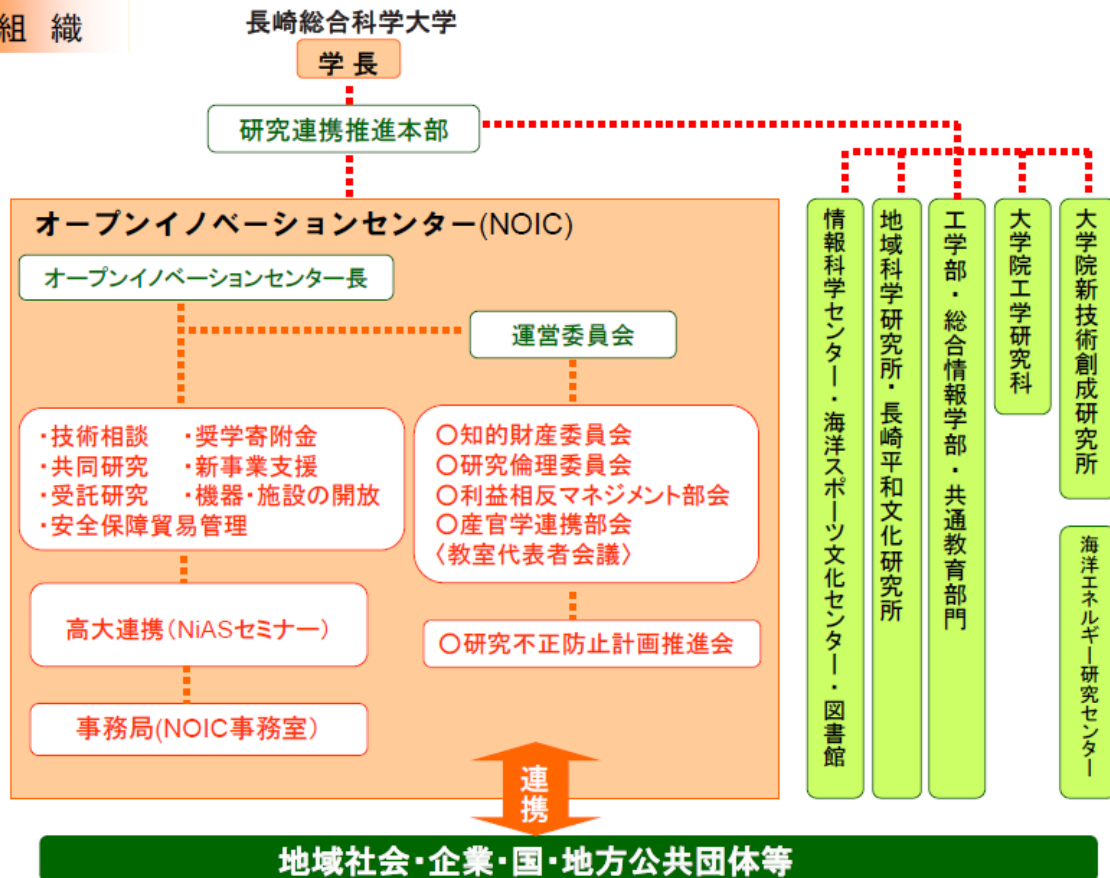 組 織
長崎総合科学大学
学 長
研究連携推進本部
オープンイノベーションセンター(NOIC)
オープンイノベーションセンター長
運営委員会
・技術相談 ・奨学寄附金
・共同研究 ・新事業支援
・受託研究 ・機器・施設の開放
・安全保障貿易管理
〇知的財産委員会
〇研究倫理委員会
〇利益相反マネジメント部会
〇産官学連携部会
〈教室代表者会議〉
高大連携(NiASセミナー)
〇研究不正防止計画推進会
事務局(NOIC事務室)
連携
情報科学センター・海洋スポーツ文化センター・図書館
地域科学研究所・長崎平和文化研究所
工学部・総合情報学部・共通教育部門
大学院工学研究科
大学院新技術創成研究所
海洋エネルギー研究センター
地域社会・企業・国・地方公共団体等